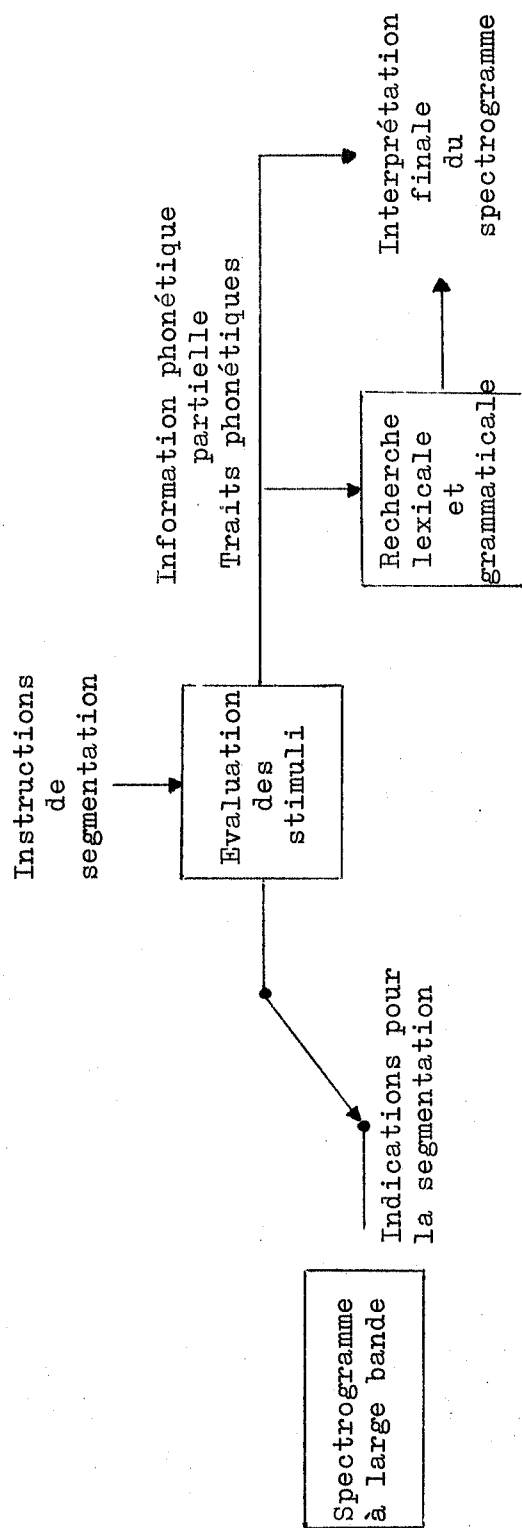 Spectrogramme
à large bande
Indications pour
la segmentation
Instructions
de
segmentation
Evaluation
des
stimuli
Information phonétique
partielle
Traits phonétiques
Recherche
lexicale
et
grammaticale
Interprétation
finale
du
spectrogramme